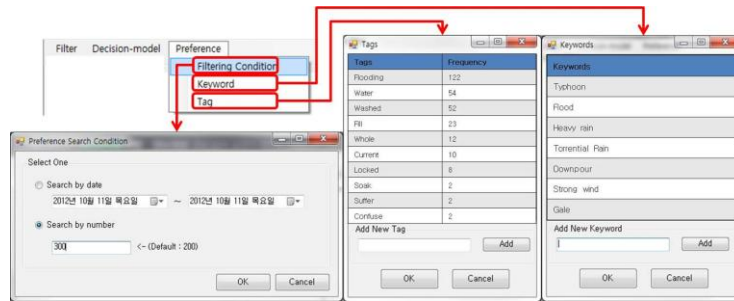 Filter Decision-model Preference
Filtering Condition
Keyword
Tag
Preference Search Condition
Select One
Search by date
2012년 10월 11일 목요일 ~ 2012년 10월 11일 목요일
Search by number
300 <- (Default : 200)
OK Cancel
Tags
Tags Frequency
Flooding 122
Water 54
Washed 52
Fill 23
Whole 12
Current 10
Locked 8
Soak 2
Suffer 2
Confuse 2
Add New Tag
Add
OK Cancel
Keywords
Keywords
Typhoon
Flood
Heavy rain
Torrential Rain
Downpour
Strong wind
Gale
Add New Keyword
Add
OK Cancel